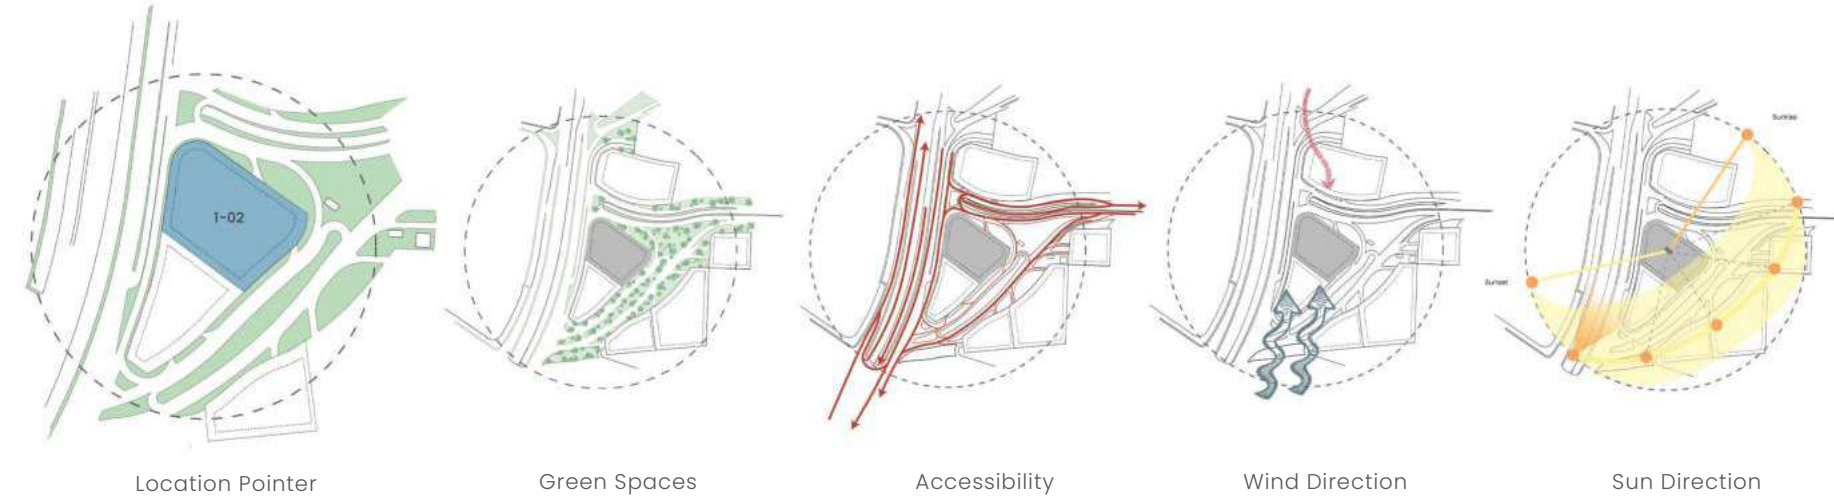 1-02
Sunrise
Sunset
Location Pointer
Green Spaces
Accessibility
Wind Direction
Sun Direction